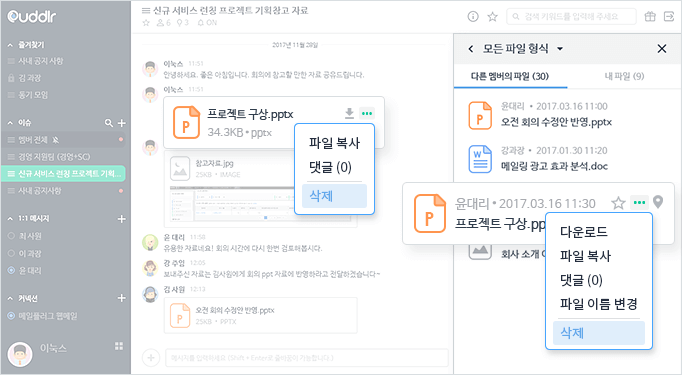 puddlr
즐겨찾기
사내 공지 사항
김 과장
동기 모임
이슈
멤버 전체
경영 지원팀 (경영+SC)
신규 서비스 런칭 프로젝트 기획...
사내 공지사항
1:1 메시지
최 사원
이 과장
윤 대리
커넥션
메일플러그 웹메일
이눅스
신규 서비스 런칭 프로젝트 기획참고 자료
6 3 ON
검색 키워드를 입력해 주세요
2017년 11월 28일
이눅스 11:51
안녕하세요. 좋은 아침입니다. 회의에 참고할 만한 자료 공유드립니다.
이눅스 11:51
프로젝트 구상.pptx
34.3KB • pptx
파일 복사
댓글 (0)
삭제
참고자료.jpg
25KB • IMAGE
윤 대리 11:58
유용한 자료네요! 회의 시간에 다시 한번 검토해봅시다.
강 주임 12:05
보내주신 자료는 김사원에게 회의 ppt 자료에 반영하라고 전달하겠습니다~
김 사원 12:13
오전 회의 수정안 반영.pptx
25KB • PPTX
메시지를 입력하세요 (Shift + Enter로 줄바꿈이 가능합니다.)
모든 파일 형식
다른 멤버의 파일 (30)
내 파일 (9)
윤대리 • 2017.03.16 11:00
오전 회의 수정안 반영.pptx
강과장 • 2017.01.30 11:20
메일링 광고 효과 분석.doc
윤대리 • 2017.03.16 11:30
프로젝트 구상.pp
회사 소개 이
다운로드
파일 복사
댓글 (0)
파일 이름 변경
삭제